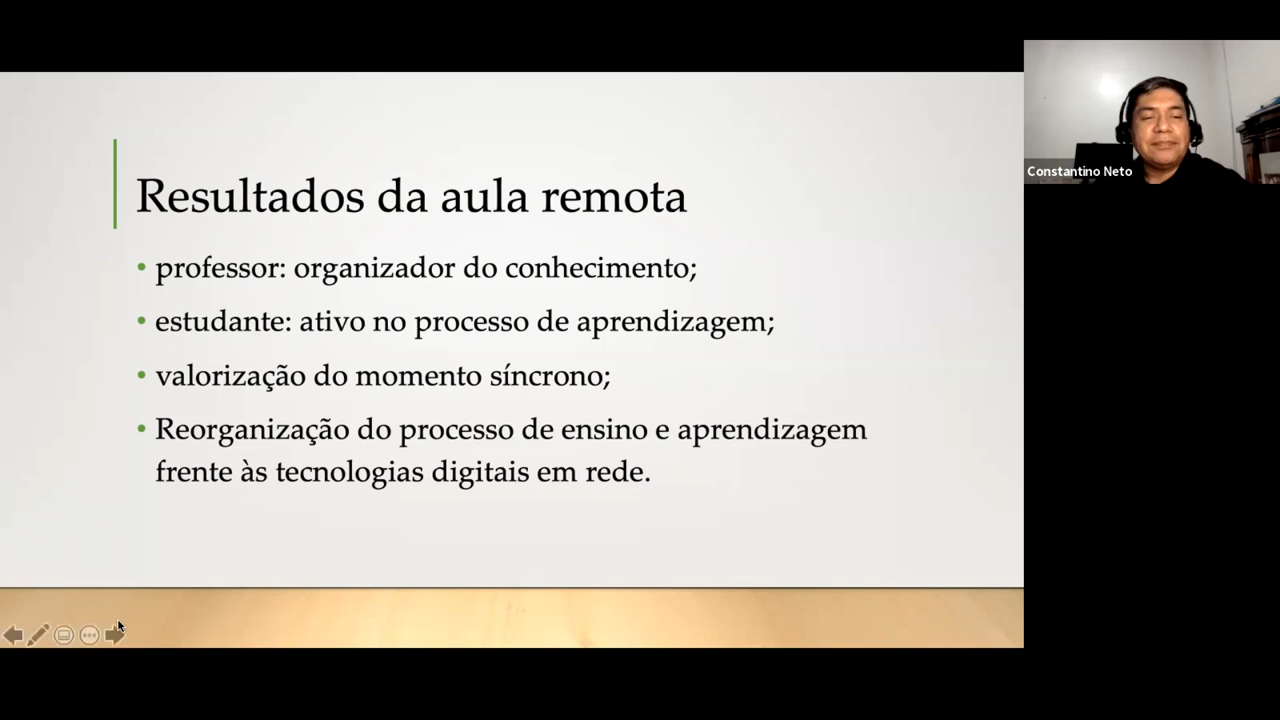 Resultados da aula remota
• professor: organizador do conhecimento;
• estudante: ativo no processo de aprendizagem;
• valorização do momento síncrono;
• Reorganização do processo de ensino e aprendizagem
frente às tecnologias digitais em rede.
Constantino Neto